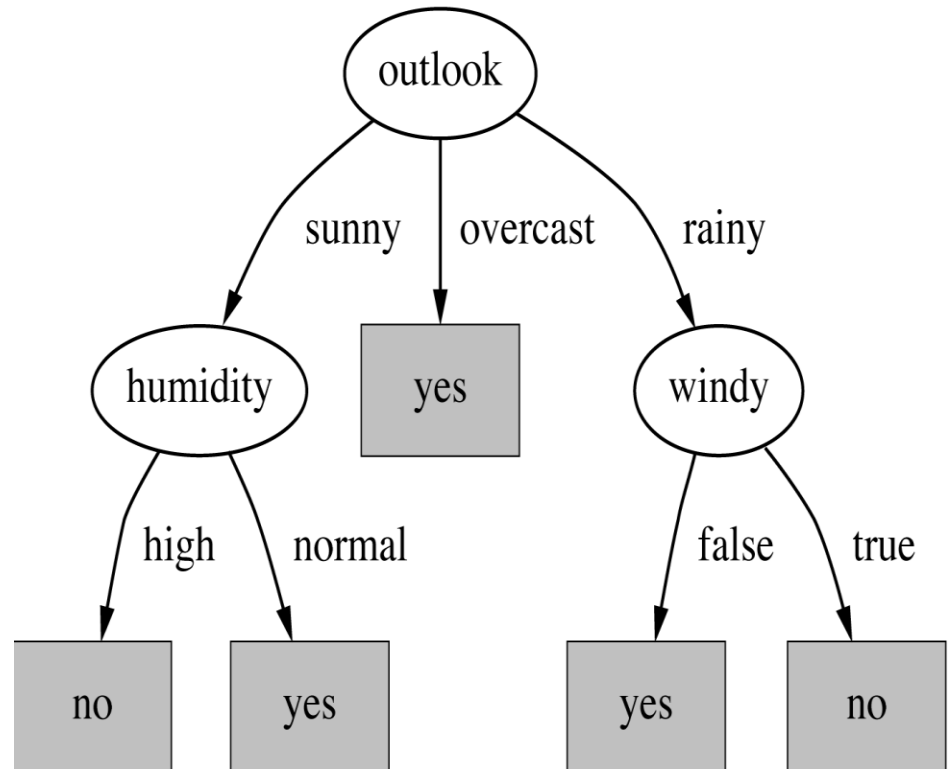 outlook
sunny overcast rainy
humidity yes windy
high normal false true
no yes yes no